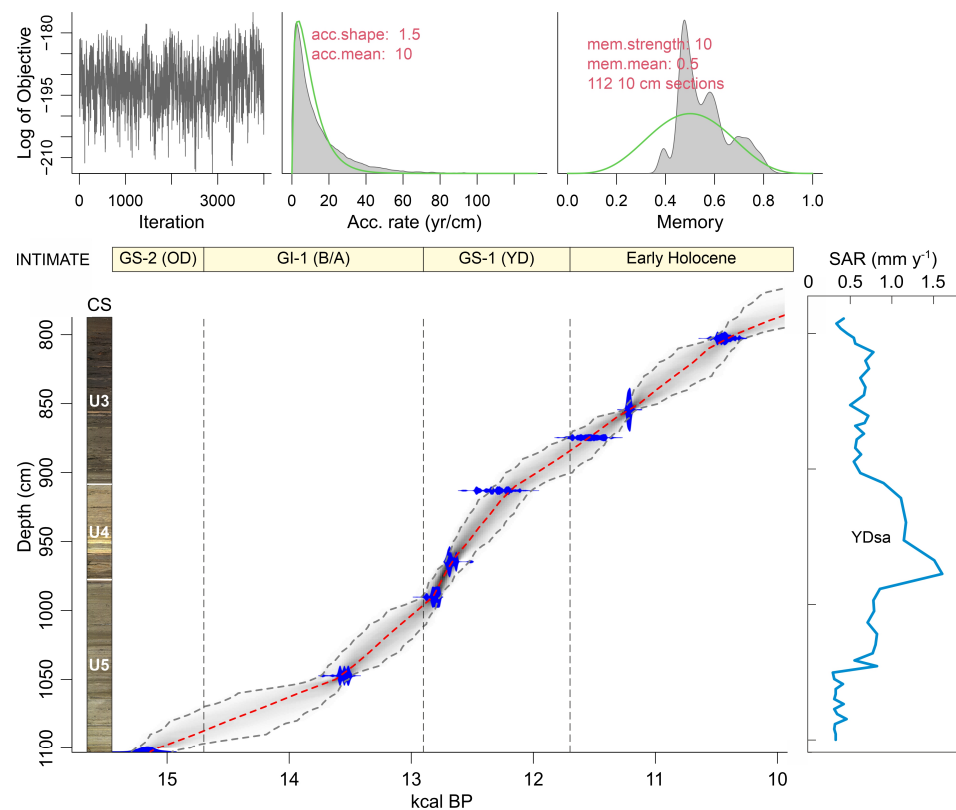 Log of Objective
-180
-195
-210
0 1000 3000
Iteration
acc.shape: 1.5
acc.mean: 10
0 20 40 60 80 100
Acc. rate (yr/cm)
mem.strength: 10
mem.mean: 0.5
112 10 cm sections
0.0 0.2 0.4 0.6 0.8 1.0
Memory
INTIMATE
GS-2 (OD) GI-1 (B/A) GS-1 (YD) Early Holocene
SAR (mm y-1)
0.5 1.0 1.5
CS
U3
U4
U5
Depth (cm)
800
850
900
950
1000
1050
1100
YDsa
15 14 13 12 11 10
kcal BP